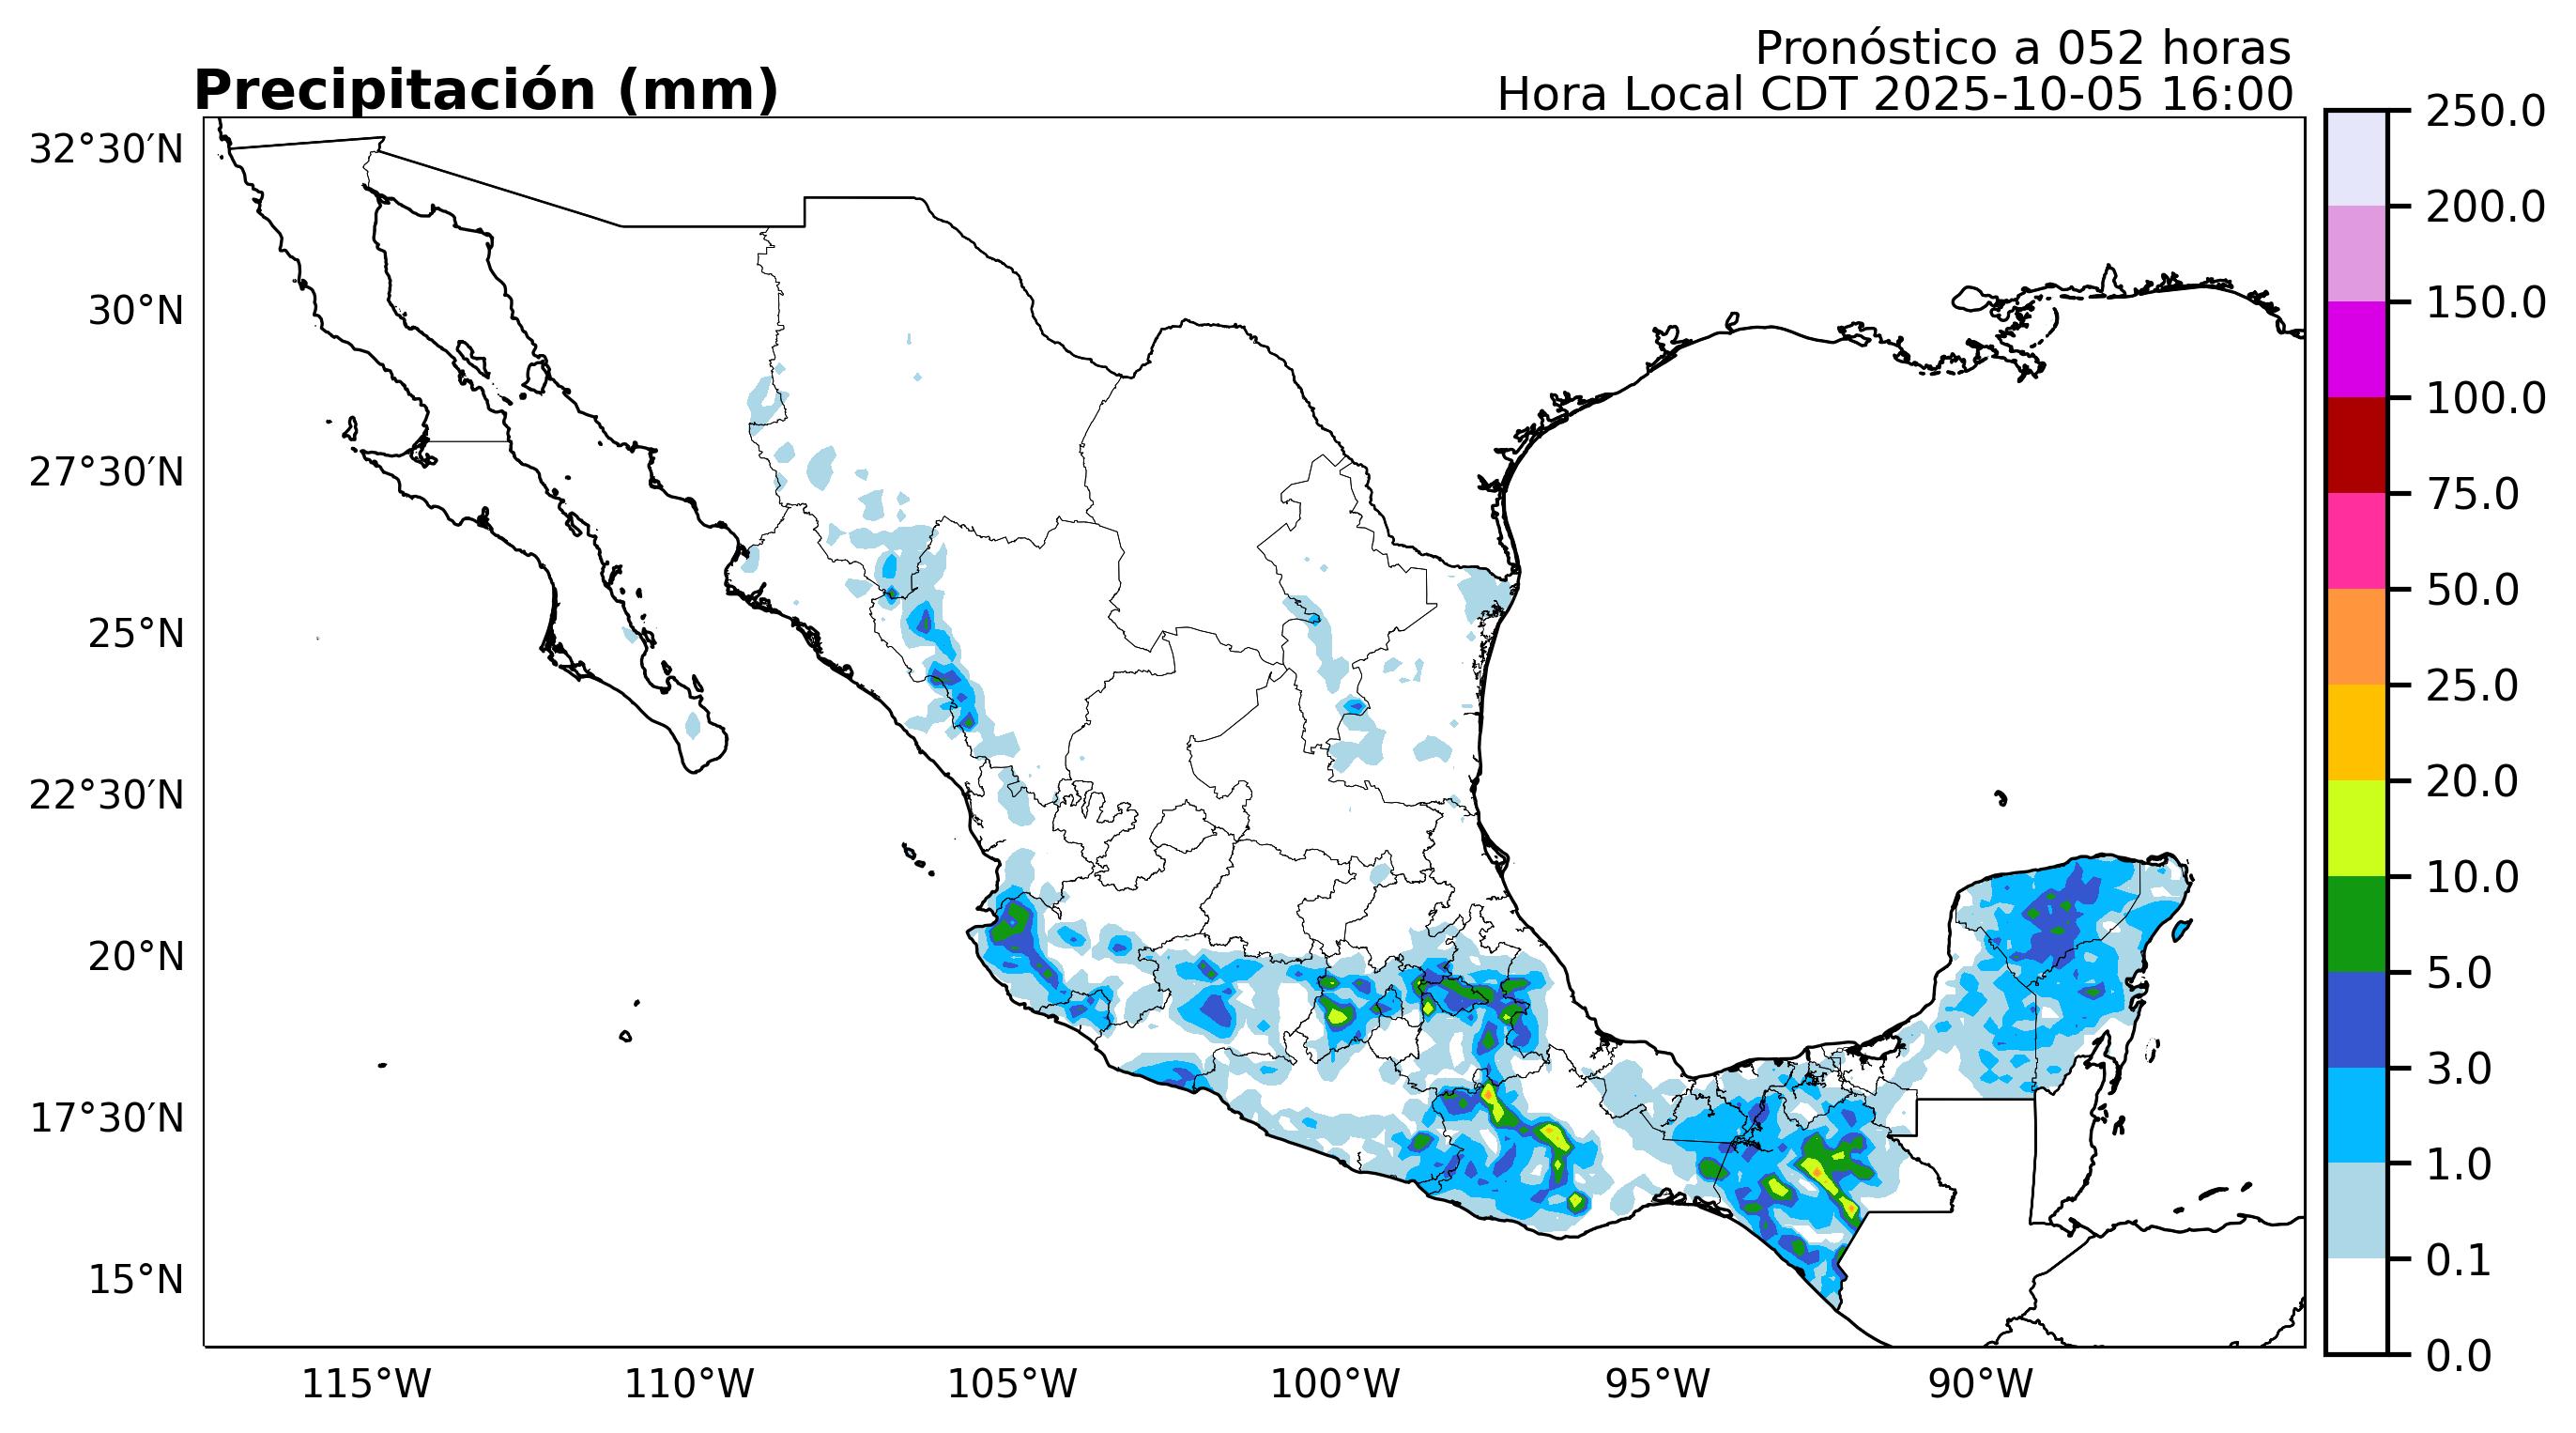 Pronóstico a 052 horas
Precipitación (mm)
Hora Local CDT 2025-10-05 16:00
32°30′N
30°N
27°30′N
25°N
22°30′N
20°N
17°30′N
15°N
115°W
110°W
105°W
100°W
95°W
90°W
250.0
200.0
150.0
100.0
75.0
50.0
25.0
20.0
10.0
5.0
3.0
1.0
0.1
0.0